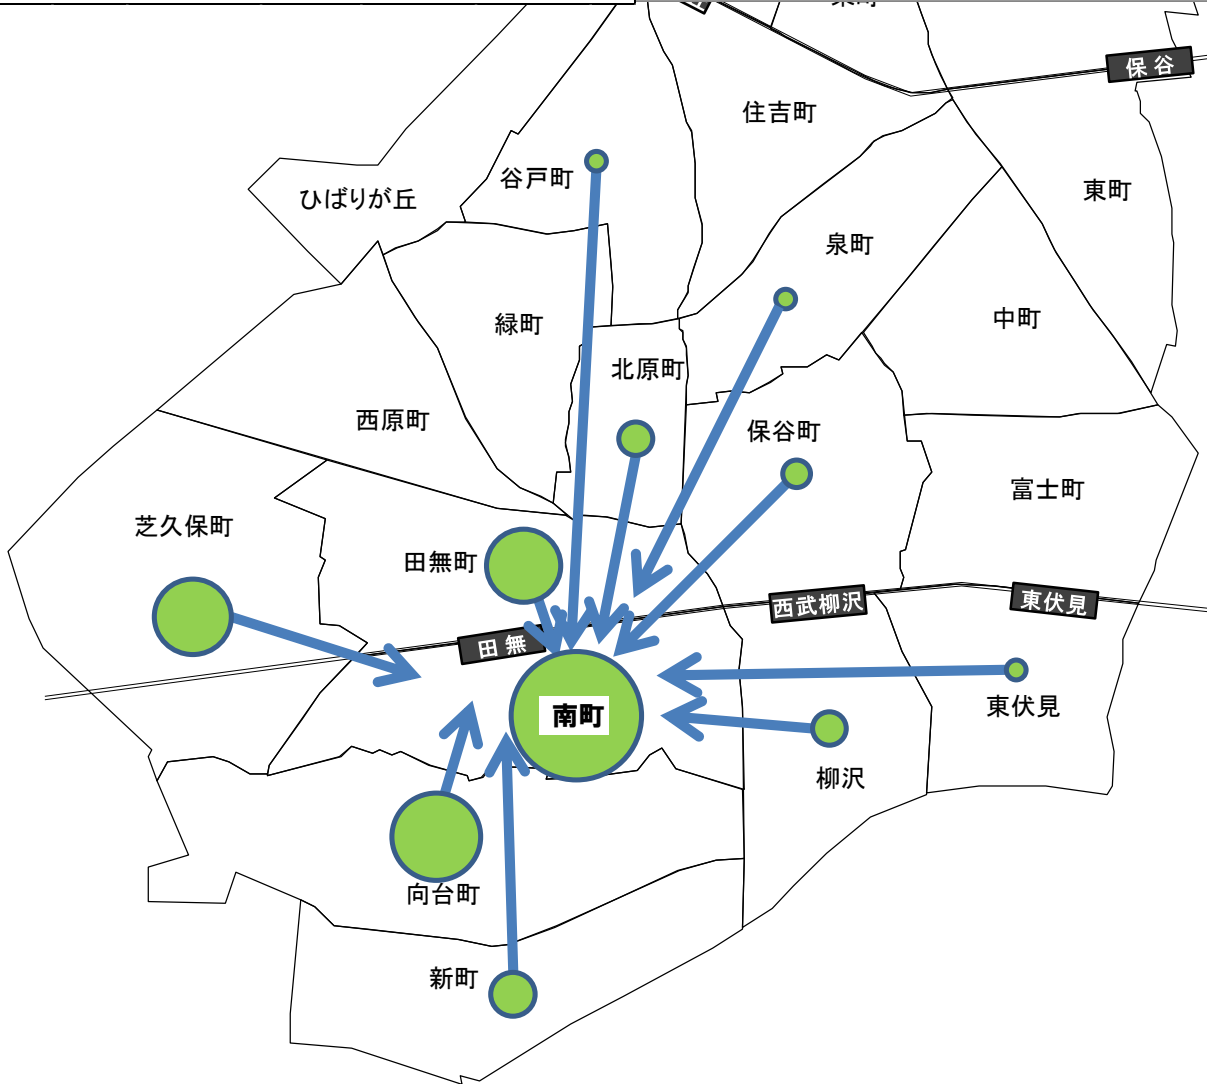 保谷
住吉町
谷戸町
東町
ひばりが丘
泉町
中町
緑町
北原町
西原町
保谷町
富士町
芝久保町
田無町
西武柳沢
東伏見
田無
南町
東伏見
柳沢
向台町
新町